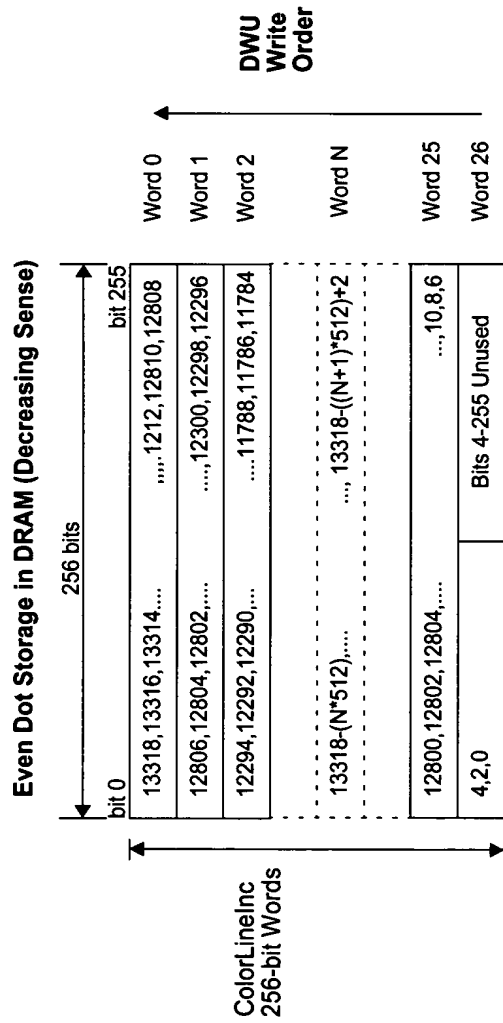 Even Dot Storage in DRAM (Decreasing Sense)
256 bits
bit 0 bit 255
13318,13316,13314.... ,,,,.1212,12810,12808 Word 0
12806,12804,12802,.... ....,12300,12298,12296 Word 1
12294,12292,12290,... ....11788,11786,11784 Word 2
13318-(N*512),.... ..., 13318-((N+1)*512)+2 Word N
12800,12802,12804,.... ...,10,8,6 Word 25
4,2,0 Bits 4-255 Unused Word 26
ColorLineInc
256-bit Words
DWU
Write
Order